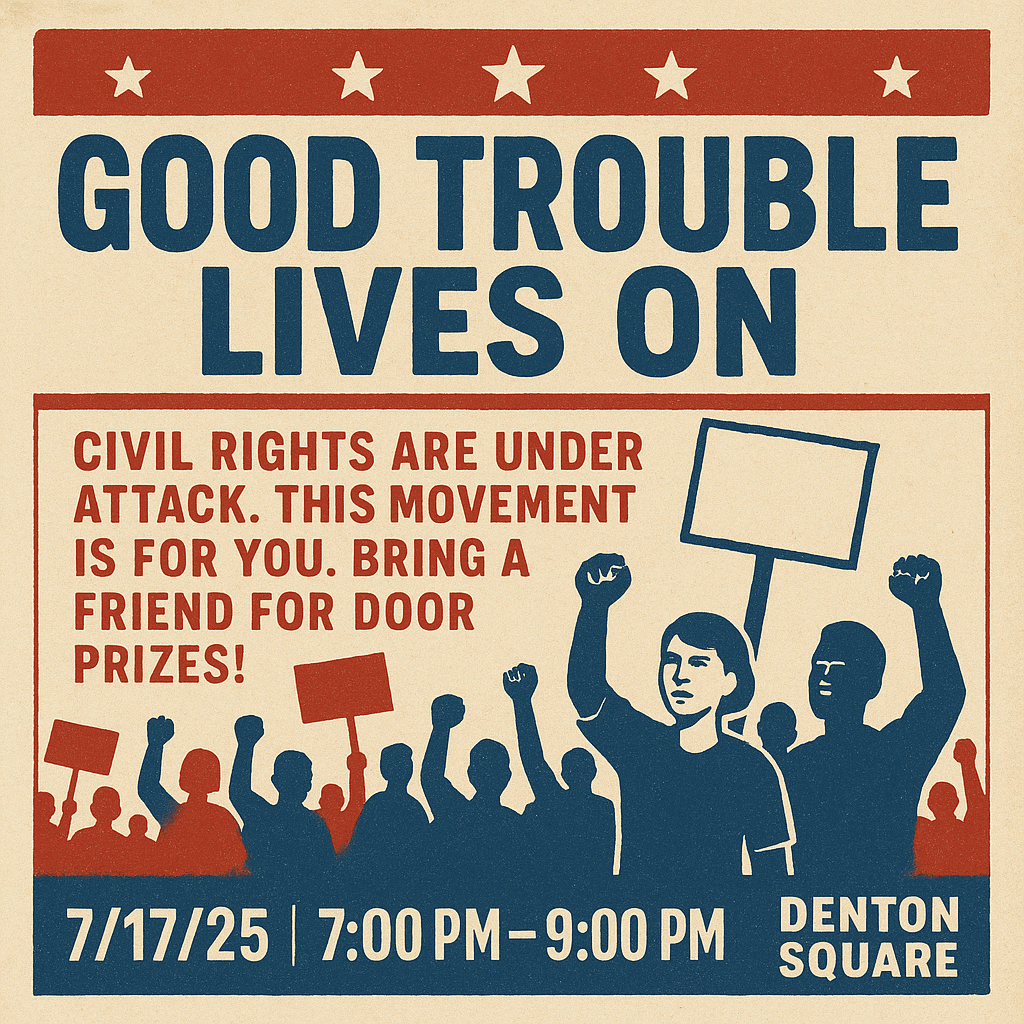 GOOD TROUBLE
LIVES ON
CIVIL RIGHTS ARE UNDER
ATTACK. THIS MOVEMENT
IS FOR YOU. BRING A
FRIEND FOR DOOR
PRIZES!
7/17/25 | 7:00 PM–9:00 PM
DENTON
SQUARE